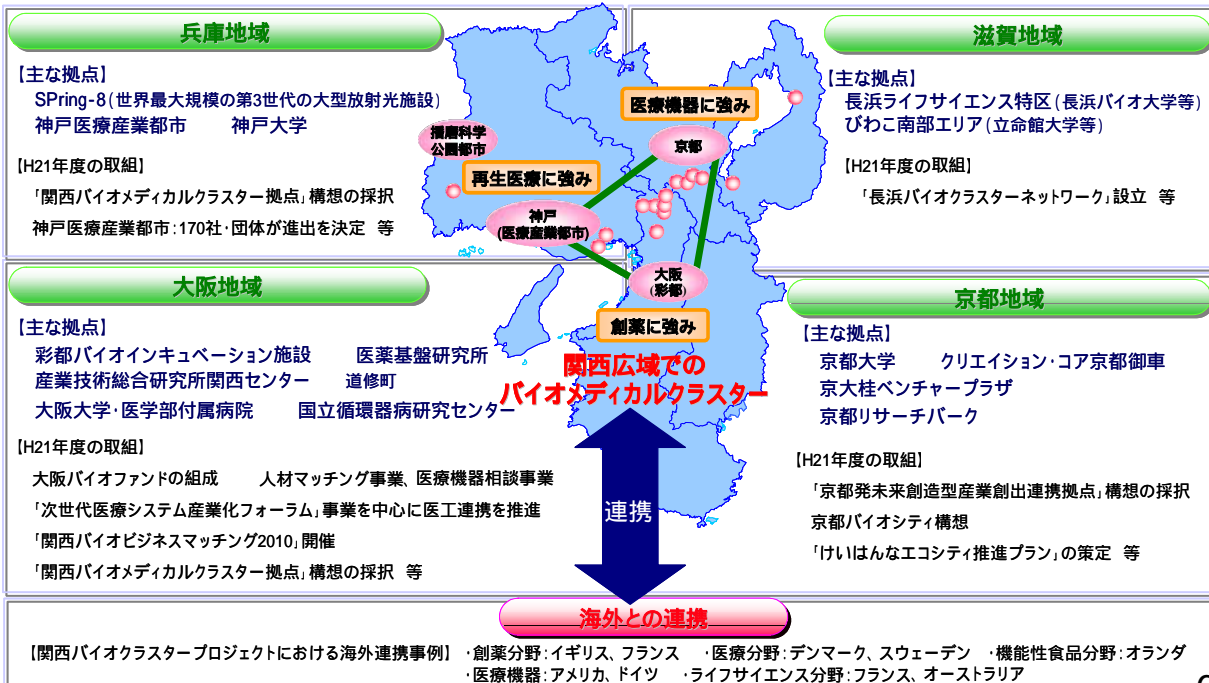 兵庫地域
【主な拠点】
SPring-8(世界最大規模の第3世代の大型放射光施設)
神戸医療産業都市 神戸大学
【H21年度の取組】
「関西バイオメディカルクラスター拠点」構想の採択
神戸医療産業都市:170社・団体が進出を決定 等
滋賀地域
【主な拠点】
長浜ライフサイエンス特区(長浜バイオ大学等)
びわこ南部エリア(立命館大学等)
【H21年度の取組】
「長浜バイオクラスターネットワーク」設立 等
医療機器に強み
京都
播磨科学
公園都市
再生医療に強み
神戸
(医療産業都市)
大阪
(彩都)
創薬に強み
関西広域での
バイオメディカルクラスター
連携
大阪地域
【主な拠点】
彩都バイオインキュベーション施設 医薬基盤研究所
産業技術総合研究所関西センター 道修町
大阪大学・医学部付属病院 国立循環器病研究センター
【H21年度の取組】
大阪バイオファンドの組成 人材マッチング事業、医療機器相談事業
「次世代医療システム産業化フォーラム」事業を中心に医工連携を推進
「関西バイオビジネスマッチング2010」開催
「関西バイオメディカルクラスター拠点」構想の採択 等
京都地域
【主な拠点】
京都大学 クリエイション・コア京都御車
京大桂ベンチャープラザ
京都リサーチパーク
【H21年度の取組】
「京都発未来創造型産業創出連携拠点」構想の採択
京都バイオシティ構想
「けいはんなエコシティ推進プラン」の策定 等
海外との連携
【関西バイオクラスタープロジェクトにおける海外連携事例】 ・創薬分野:イギリス、フランス ・医療分野:デンマーク、スウェーデン ・機能性食品分野:オランダ
・医療機器:アメリカ、ドイツ ・ライフサイエンス分野:フランス、オーストラリア